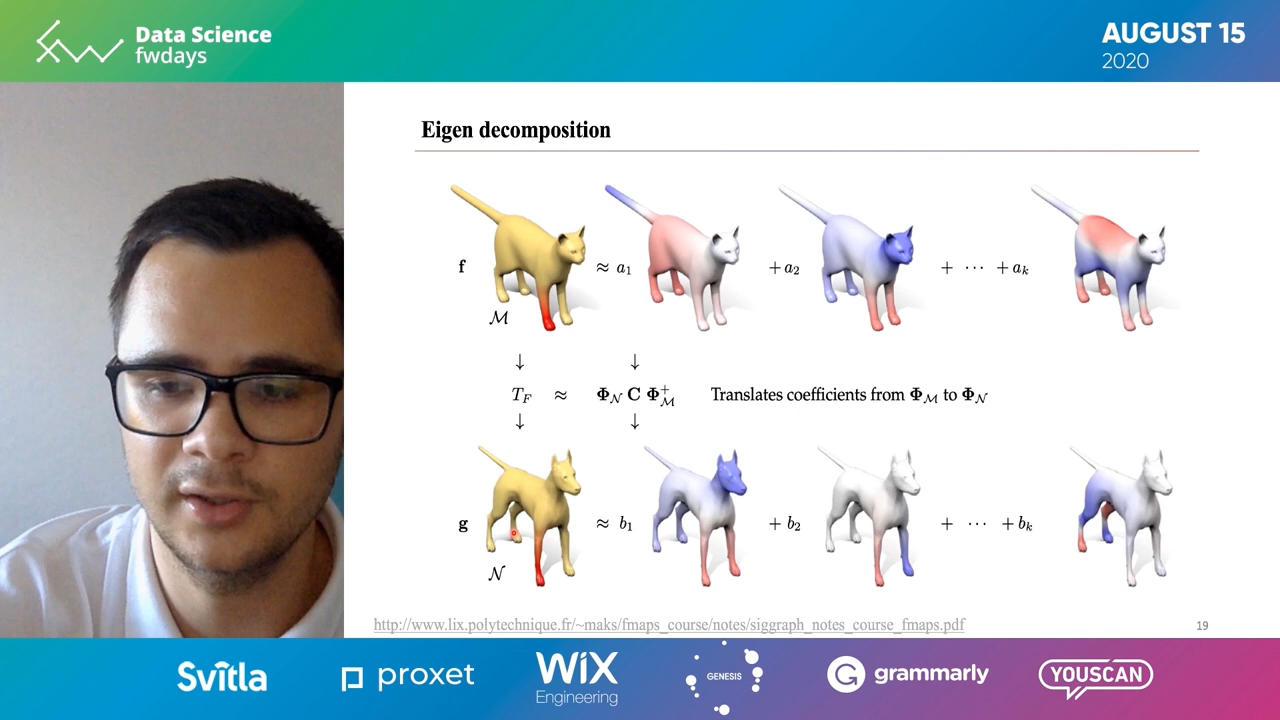 Data Science
fwdays
AUGUST 15
2020
Eigen decomposition
f ≈ a₁ + a₂ + ⋯ + aₖ
ℳ
↓ ↓
T_F ≈ Φ_𝒩 C Φ_ℳ⁺ Translates coefficients from Φ_ℳ to Φ_𝒩
↓ ↓
g ≈ b₁ + b₂ + ⋯ + bₖ
𝒩
http://www.lix.polytechnique.fr/~maks/fmaps_course/notes/siggraph_notes_course_fmaps.pdf
19
Svitla
proxet
WiX
Engineering
GENESIS
grammarly
YOUSCAN